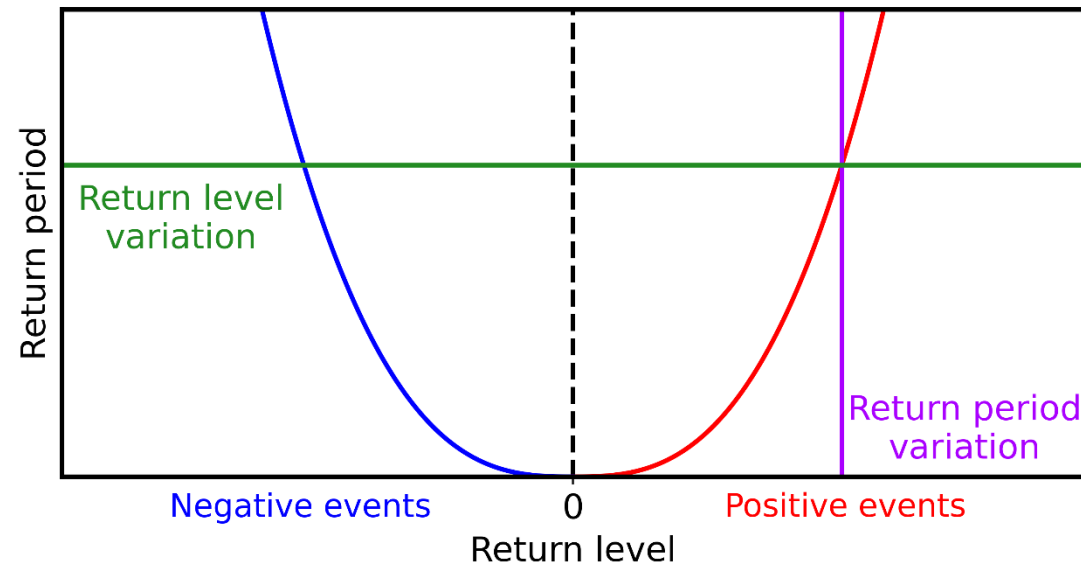 Return period
Return level
variation
Return period
variation
Negative events
0
Positive events
Return level